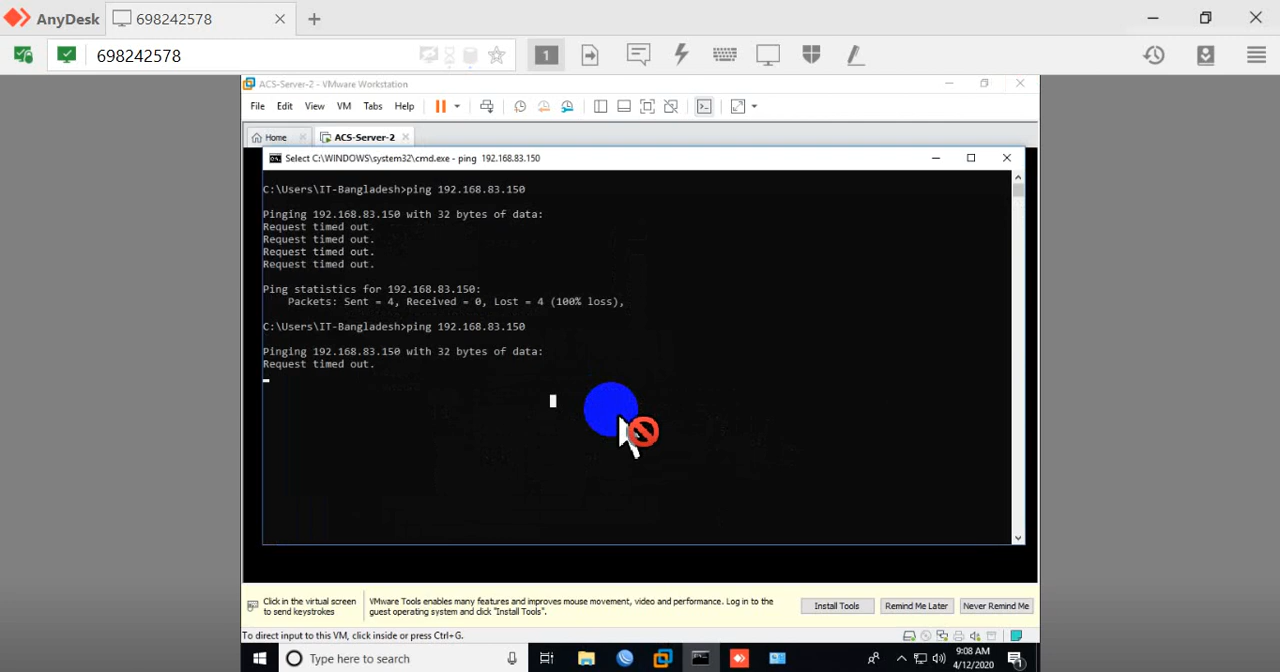 AnyDesk
698242578
698242578
1
ACS-Server-2 - VMware Workstation
File Edit View VM Tabs Help
Home
ACS-Server-2
Select C:\WINDOWS\system32\cmd.exe - ping 192.168.83.150
C:\Users\IT-Bangladesh>ping 192.168.83.150
Pinging 192.168.83.150 with 32 bytes of data:
Request timed out.
Request timed out.
Request timed out.
Request timed out.
Ping statistics for 192.168.83.150:
Packets: Sent = 4, Received = 0, Lost = 4 (100% loss),
C:\Users\IT-Bangladesh>ping 192.168.83.150
Pinging 192.168.83.150 with 32 bytes of data:
Request timed out.
Click in the virtual screen
to send keystrokes
VMware Tools enables many features and improves mouse movement, video and performance. Log in to the
guest operating system and click "Install Tools".
Install Tools
Remind Me Later
Never Remind Me
To direct input to this VM, click inside or press Ctrl+G.
Type here to search
9:08 AM
4/12/2020
1